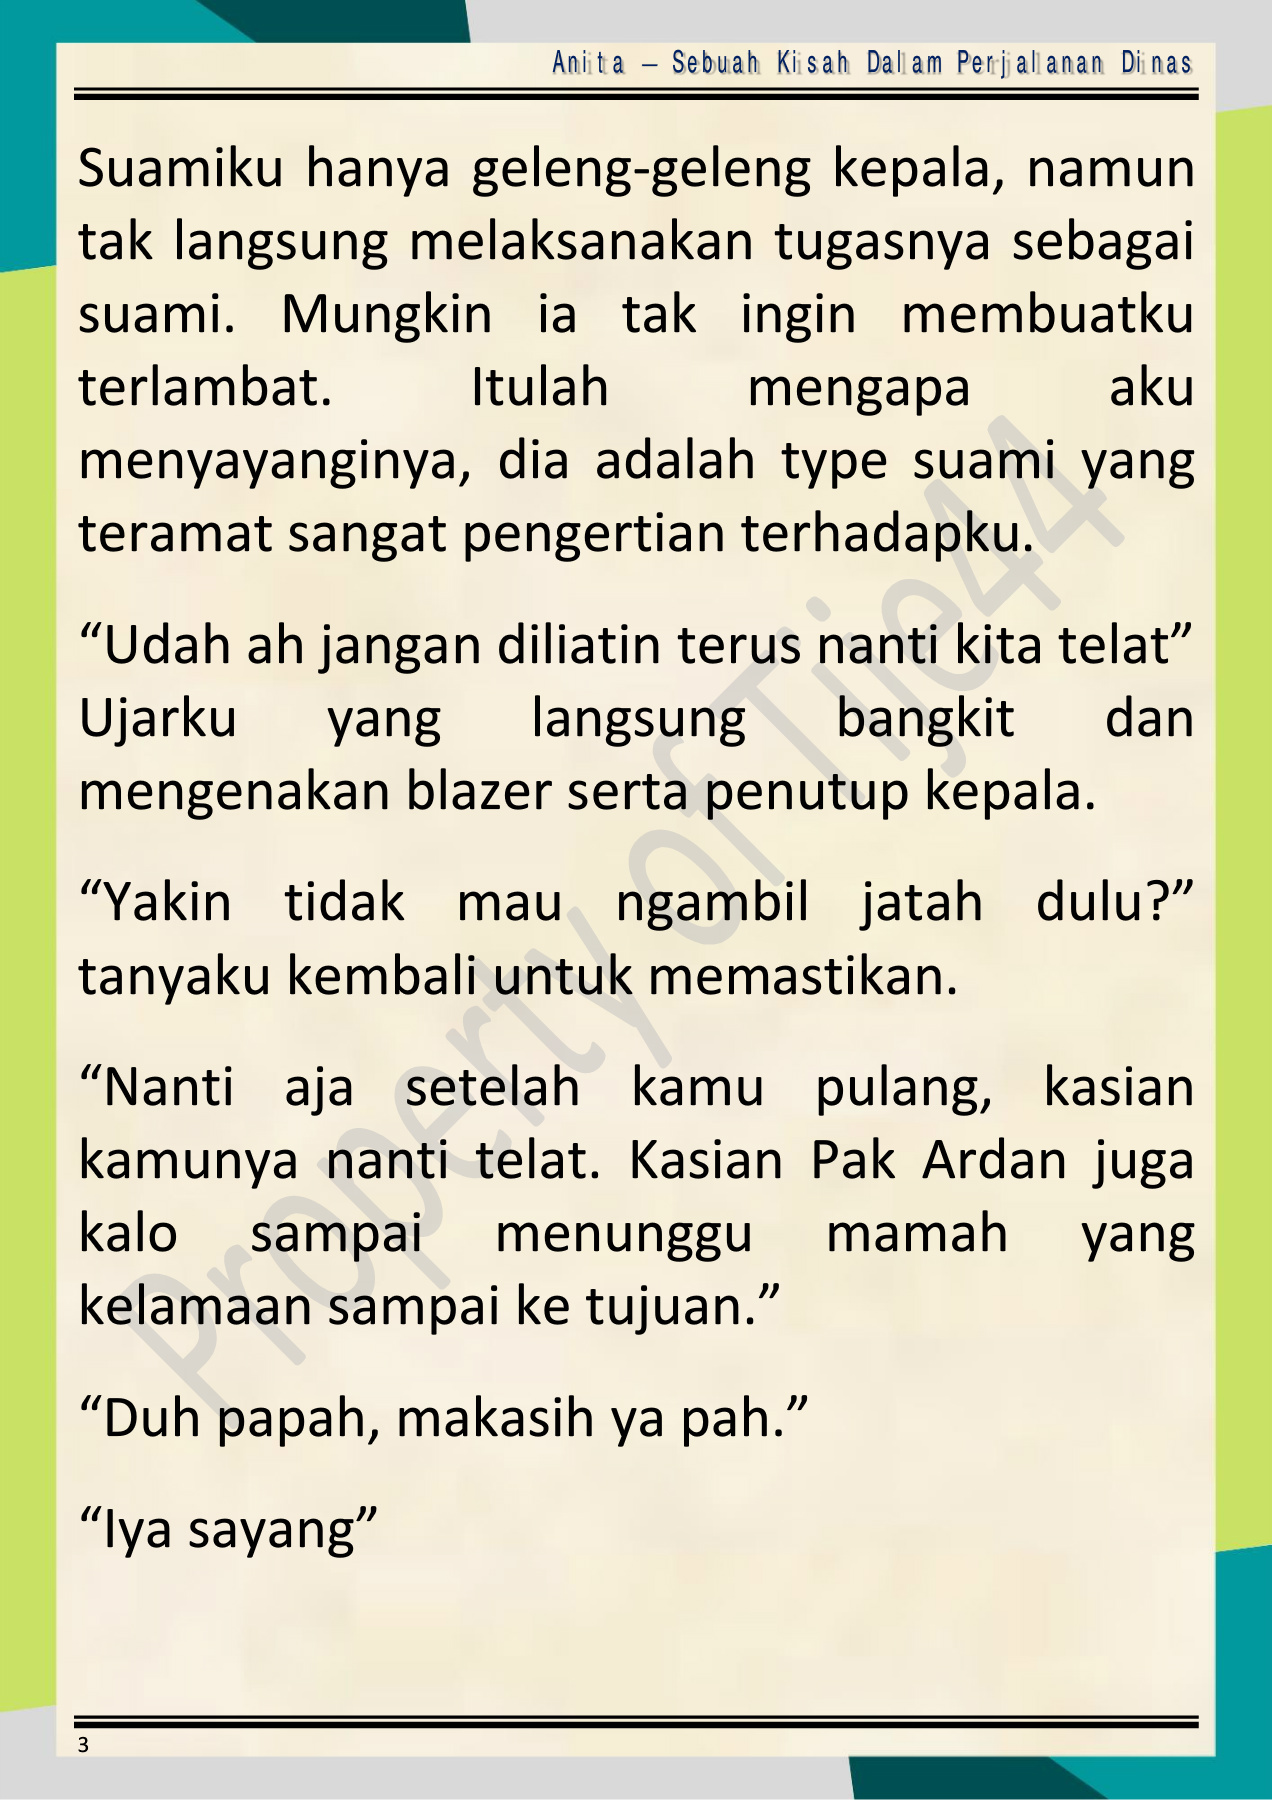 Anita – Sebuah Kisah Dalam Perjalanan Dinas
Suamiku hanya geleng-geleng kepala, namun
tak langsung melaksanakan tugasnya sebagai
suami. Mungkin ia tak ingin membuatku
terlambat. Itulah mengapa aku
menyayanginya, dia adalah type suami yang
teramat sangat pengertian terhadapku.
“Udah ah jangan diliatin terus nanti kita telat”
Ujarku yang langsung bangkit dan
mengenakan blazer serta penutup kepala.
“Yakin tidak mau ngambil jatah dulu?”
tanyaku kembali untuk memastikan.
“Nanti aja setelah kamu pulang, kasian
kamunya nanti telat. Kasian Pak Ardan juga
kalo sampai menunggu mamah yang
kelamaan sampai ke tujuan.”
“Duh papah, makasih ya pah.”
“Iya sayang”
Property of Tije44
3